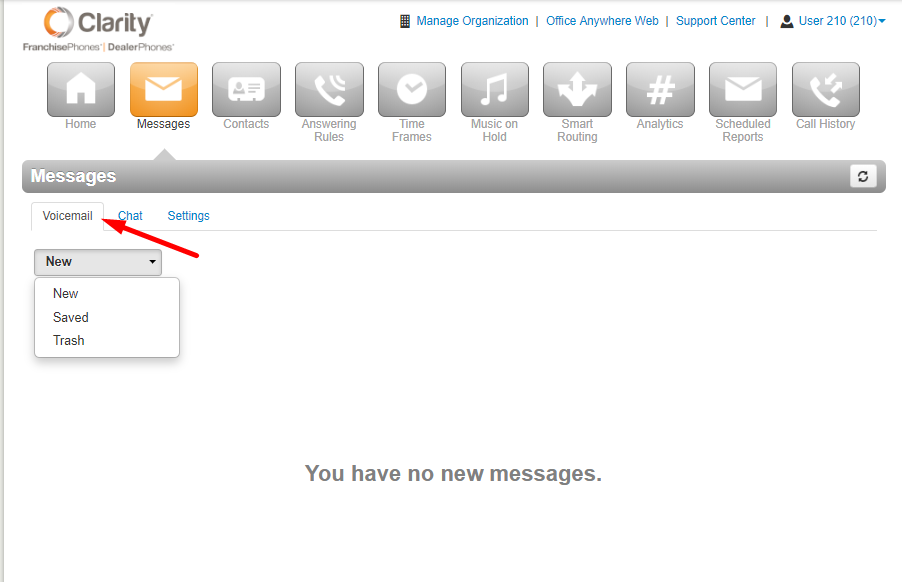 Clarity
FranchisePhones | DealerPhones
Manage Organization | Office Anywhere Web | Support Center | User 210 (210)
Home
Messages
Contacts
Answering
Rules
Time
Frames
Music on
Hold
Smart
Routing
#
Analytics
Scheduled
Reports
Call History
Messages
Voicemail
Chat
Settings
New
New
Saved
Trash
You have no new messages.